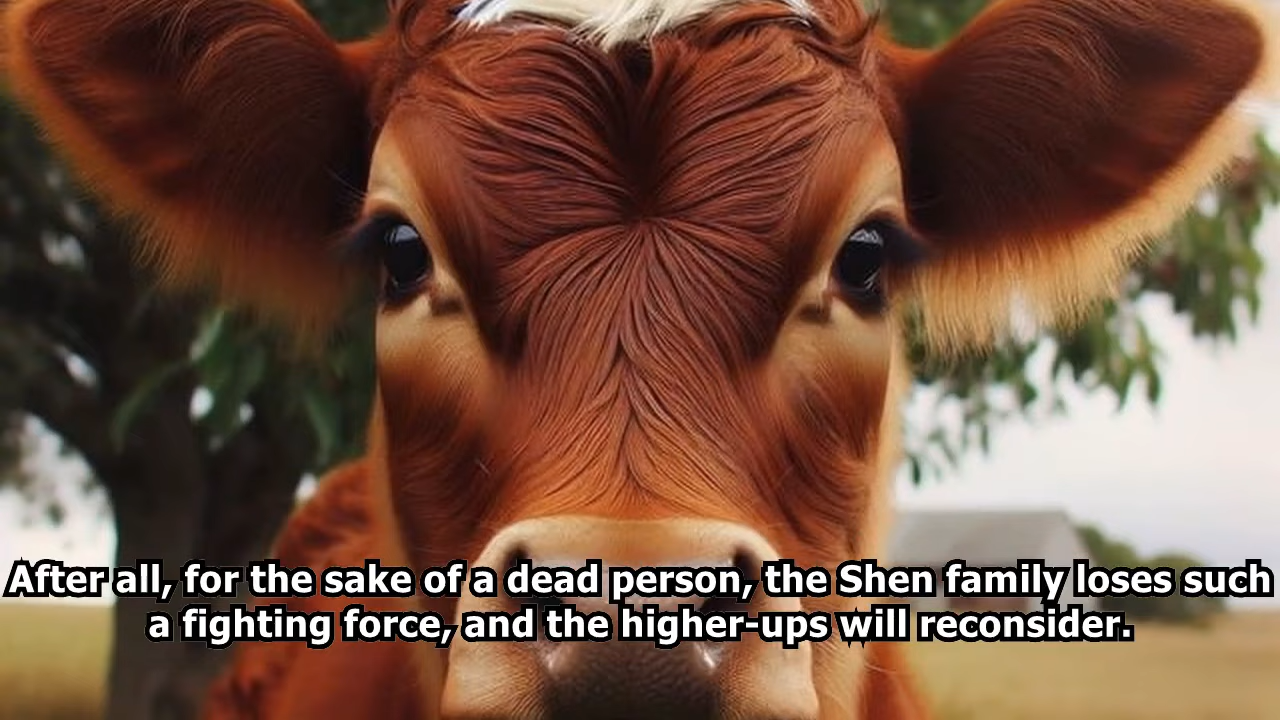 After all, for the sake of a dead person, the Shen family loses such
a fighting force, and the higher-ups will reconsider.